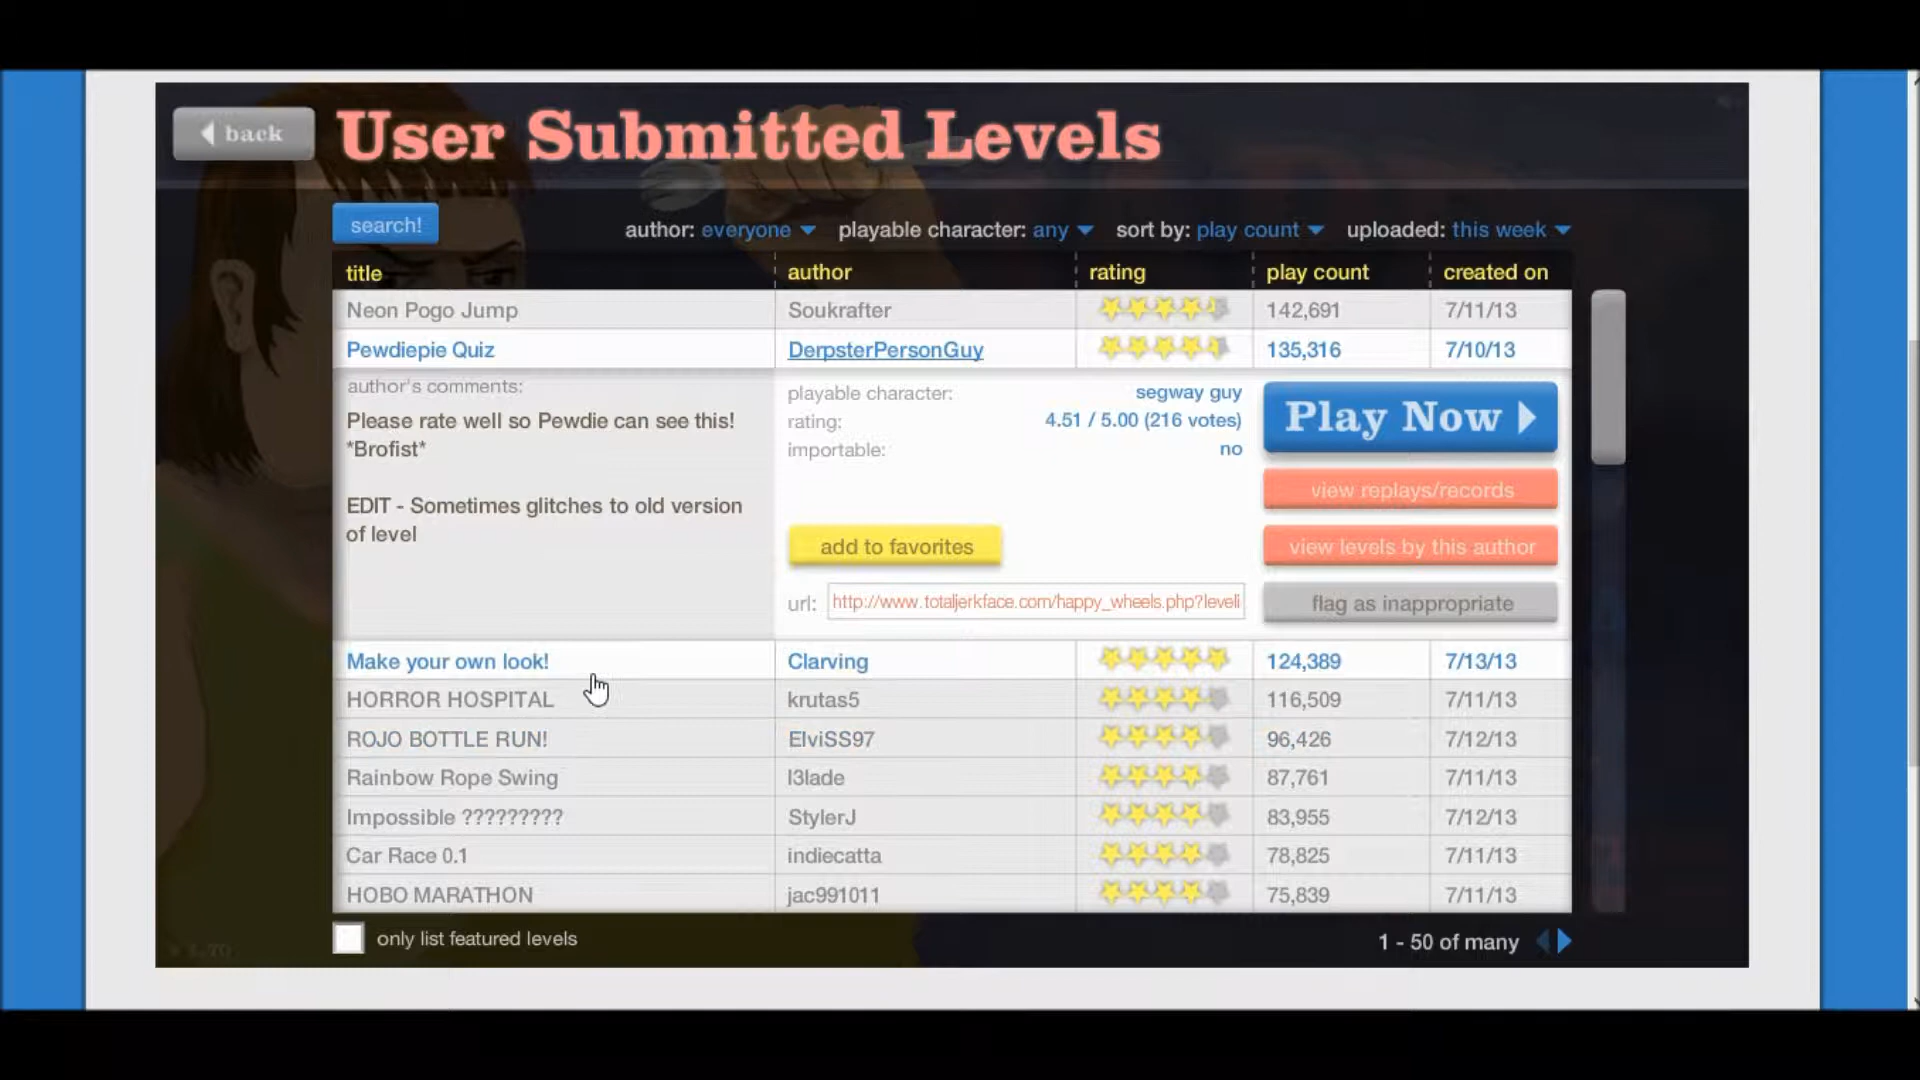 back
User Submitted Levels
search!
author: everyone
playable character: any
sort by: play count
uploaded: this week
title author rating play count created on
Neon Pogo Jump Soukrafter 142,691 7/11/13
Pewdiepie Quiz DerpsterPersonGuy 135,316 7/10/13
author's comments:
Please rate well so Pewdie can see this!
*Brofist*
EDIT - Sometimes glitches to old version
of level
playable character: segway guy
rating: 4.51 / 5.00 (216 votes)
importable: no
add to favorites
url: http://www.totaljerkface.com/happy_wheels.php?leveli
Play Now
view replays/records
view levels by this author
flag as inappropriate
Make your own look! Clarving 124,389 7/13/13
HORROR HOSPITAL krutas5 116,509 7/11/13
ROJO BOTTLE RUN! ElviSS97 96,426 7/12/13
Rainbow Rope Swing l3lade 87,761 7/11/13
Impossible ????????? StylerJ 83,955 7/12/13
Car Race 0.1 indiecatta 78,825 7/11/13
HOBO MARATHON jac991011 75,839 7/11/13
only list featured levels
1 - 50 of many